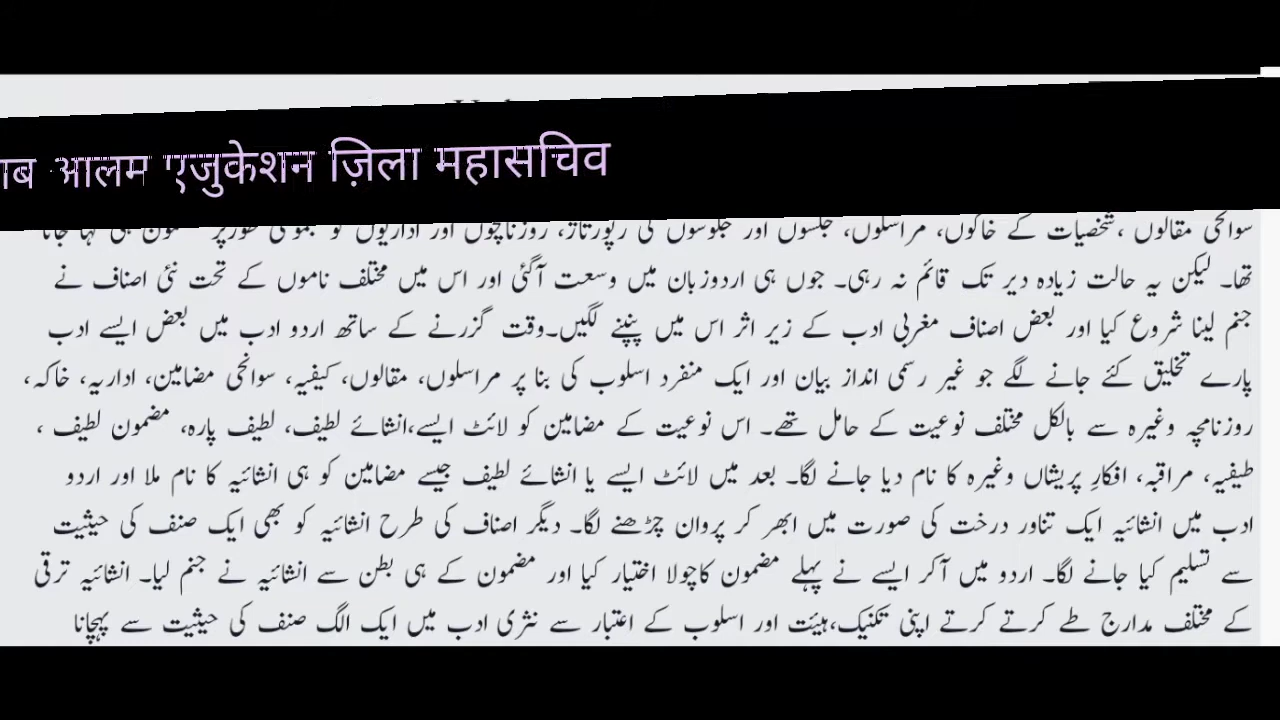 आलम एजुकेशन ज़िला महासचिव
سوانحی مقالوں ،شخصیات کے خاکوں، مراسلوں، جلسوں اور جلوسوں کی رپورتاژ، روزناچوں اور اداریوں کو
تھا۔ لیکن یہ حالت زیادہ دیر تک قائم نہ رہی۔ جوں ہی اردوزبان میں وسعت آگئی اور اس میں مختلف ناموں کے تحت نئی اصناف نے
جنم لینا شروع کیا اور بعض اصناف مغربی ادب کے زیر اثر اس میں پنپنے لگیں۔وقت گزرنے کے ساتھ اردو ادب میں بعض ایسے ادب
پارے تخلیق کئے جانے لگے جو غیر رسمی انداز بیان اور ایک منفرد اسلوب کی بنا پر مراسلوں، مقالوں، کیفیہ، سوانحی مضامین، اداریہ، خاکہ،
روزنامچہ وغیرہ سے بالکل مختلف نوعیت کے حامل تھے۔ اس نوعیت کے مضامین کو لائٹ ایسے،انشائے لطیف، لطیف پارہ، مضمون لطیف ،
طیفیہ، مراقبہ، افکارِ پریشاں وغیرہ کا نام دیا جانے لگا۔ بعد میں لائٹ ایسے یا انشائے لطیف جیسے مضامین کو ہی انشائیہ کا نام ملا اور اردو
ادب میں انشائیہ ایک تناور درخت کی صورت میں ابھر کر پروان چڑھنے لگا۔ دیگر اصناف کی طرح انشائیہ کو بھی ایک صنف کی حیثیت
سے تسلیم کیا جانے لگا۔ اردو میں آکر ایسے نے پہلے مضمون کاچولا اختیار کیا اور مضمون کے ہی بطن سے انشائیہ نے جنم لیا۔ انشائیہ ترقی
کے مختلف مدارج طے کرتے کرتے اپنی تکنیک،ہیئت اور اسلوب کے اعتبار سے نثری ادب میں ایک الگ صنف کی حیثیت سے پہچانا